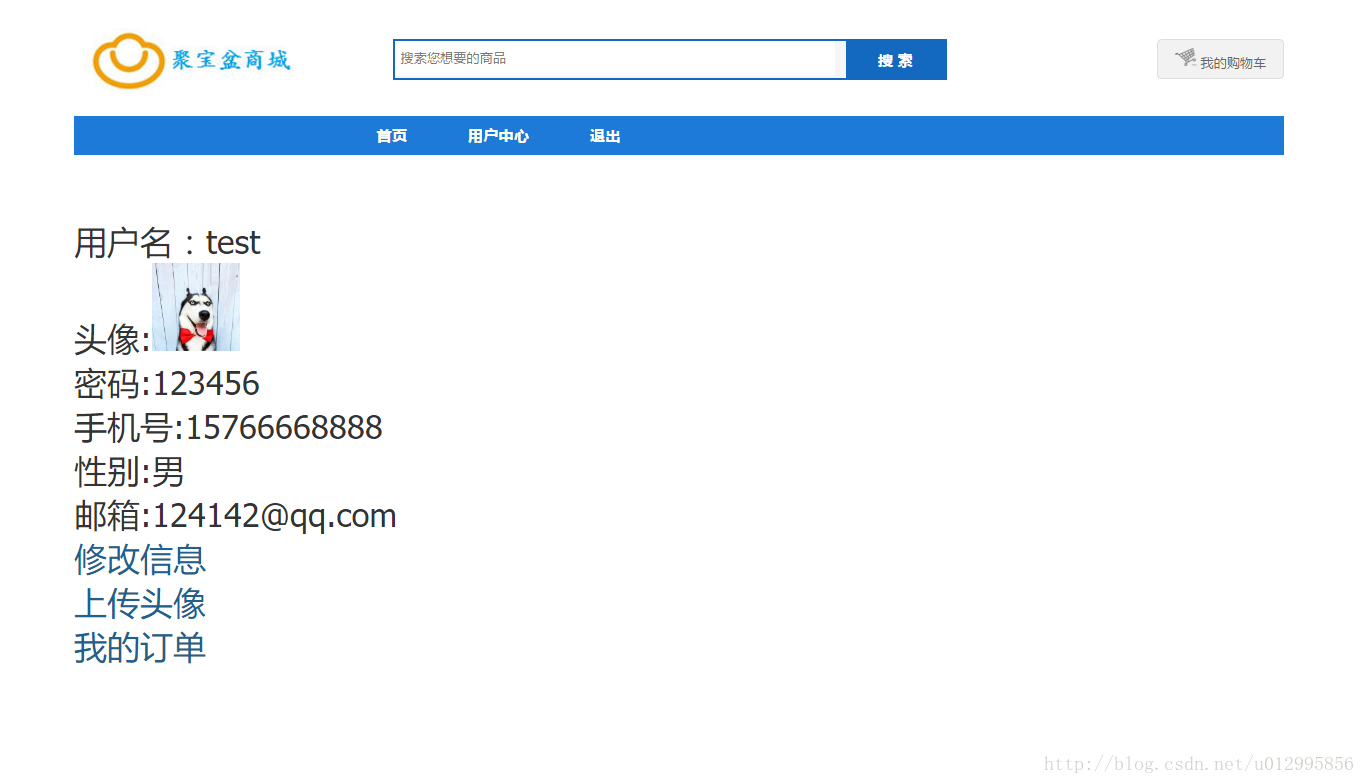 聚宝盆商城
搜索您想要的商品
搜 索
我的购物车
首页 用户中心 退出
用户名：test
头像:
密码:123456
手机号:15766668888
性别:男
邮箱:124142@qq.com
修改信息
上传头像
我的订单
http://blog.csdn.net/u012995856